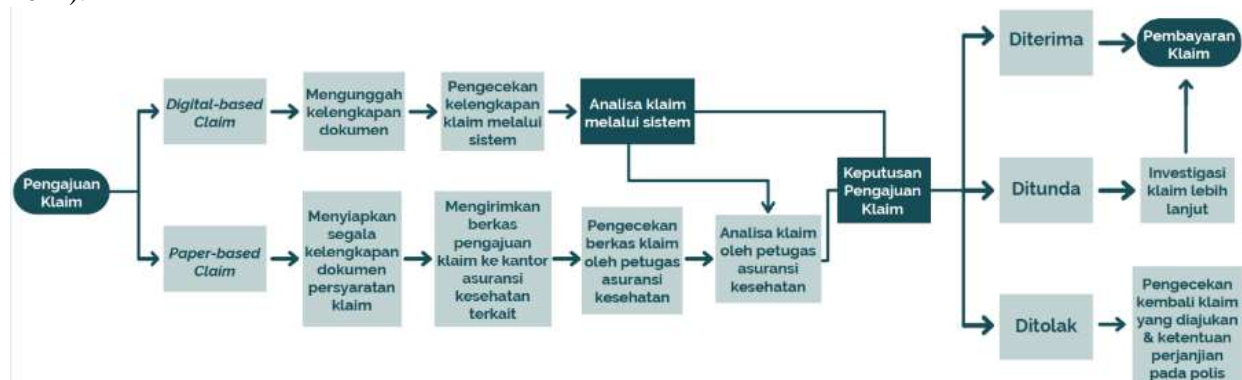 Pengajuan
Klaim
Digital-based
Claim
Mengunggah
kelengkapan
dokumen
Pengecekan
kelengkapan
klaim melalui
sistem
Analisa klaim
melalui sistem
Paper-based
Claim
Menyiapkan
segala
kelengkapan
dokumen
persyaratan
klaim
Mengirimkan
berkas
pengajuan
klaim ke kantor
asuransi
kesehatan
terkait
Pengecekan
berkas klaim
oleh petugas
asuransi
kesehatan
Analisa klaim
oleh petugas
asuransi
kesehatan
Keputusan
Pengajuan
Klaim
Diterima
Pembayaran
Klaim
Ditunda
Investigasi
klaim lebih
lanjut
Ditolak
Pengecekan
kembali klaim
yang diajukan
& ketentuan
perjanjian
pada polis